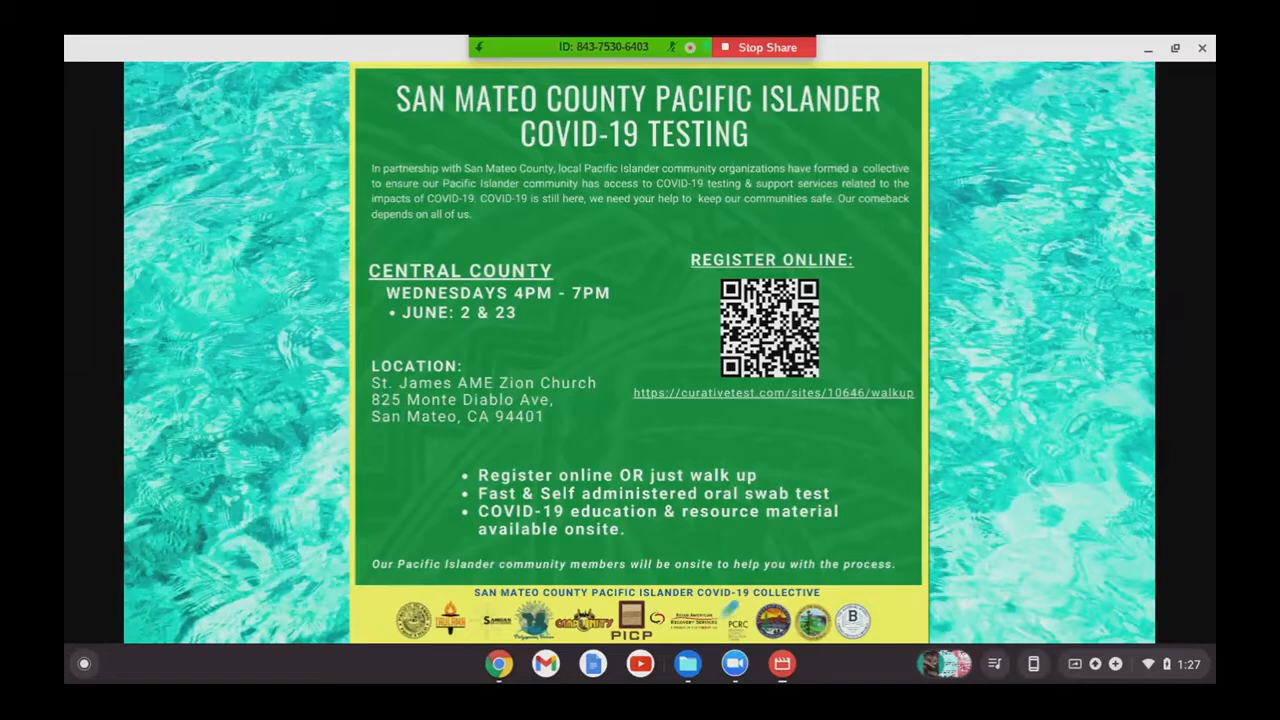 ID: 843-7530-6403
Stop Share
SAN MATEO COUNTY PACIFIC ISLANDER
COVID-19 TESTING
In partnership with San Mateo County, local Pacific Islander community organizations have formed a collective
to ensure our Pacific Islander community has access to COVID-19 testing & support services related to the
impacts of COVID-19. COVID-19 is still here, we need your help to keep our communities safe. Our comeback
depends on all of us.
CENTRAL COUNTY
WEDNESDAYS 4PM - 7PM
• JUNE: 2 & 23
LOCATION:
St. James AME Zion Church
825 Monte Diablo Ave,
San Mateo, CA 94401
REGISTER ONLINE:
https://curativetest.com/sites/10646/walkup
• Register online OR just walk up
• Fast & Self administered oral swab test
• COVID-19 education & resource material
available onsite.
Our Pacific Islander community members will be onsite to help you with the process.
SAN MATEO COUNTY PACIFIC ISLANDER COVID-19 COLLECTIVE
PICP
PCRC
B
1:27